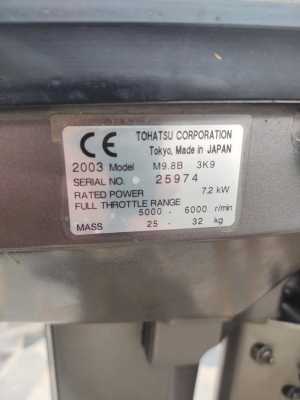 CE TOHATSU CORPORATION
Tokyo, Made in JAPAN
2003 Model M9.8B 3K9
SERIAL NO. 25974
RATED POWER 7.2 kW
FULL THROTTLE RANGE
5000 - 6000 r/min
MASS 25 - 32 kg